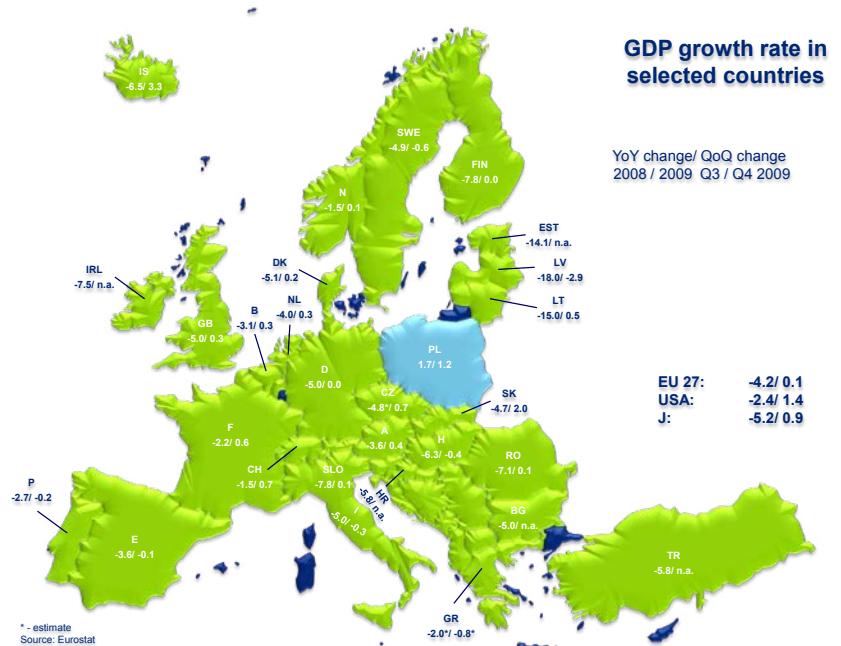 GDP growth rate in
selected countries
YoY change/ QoQ change
2008 / 2009 Q3 / Q4 2009
IS
-6.5/ 3.3
SWE
-4.9/ -0.6
FIN
-7.8/ 0.0
N
-1.5/ 0.1
EST
-14.1/ n.a.
LV
-18.0/ -2.9
LT
-15.0/ 0.5
DK
-5.1/ 0.2
IRL
-7.5/ n.a.
NL
-4.0/ 0.3
B
-3.1/ 0.3
GB
-5.0/ 0.3
PL
1.7/ 1.2
D
-5.0/ 0.0
CZ
-4.8*/ 0.7
SK
-4.7/ 2.0
EU 27: -4.2/ 0.1
USA: -2.4/ 1.4
J: -5.2/ 0.9
F
-2.2/ 0.6
A
-3.6/ 0.4
H
-6.3/ -0.4
RO
-7.1/ 0.1
CH
-1.5/ 0.7
SLO
-7.8/ 0.1
HR
-5.8/ n.a.
I
-5.0/ -0.3
BG
-5.0/ n.a.
P
-2.7/ -0.2
E
-3.6/ -0.1
TR
-5.8/ n.a.
GR
-2.0*/ -0.8*
* - estimate
Source: Eurostat